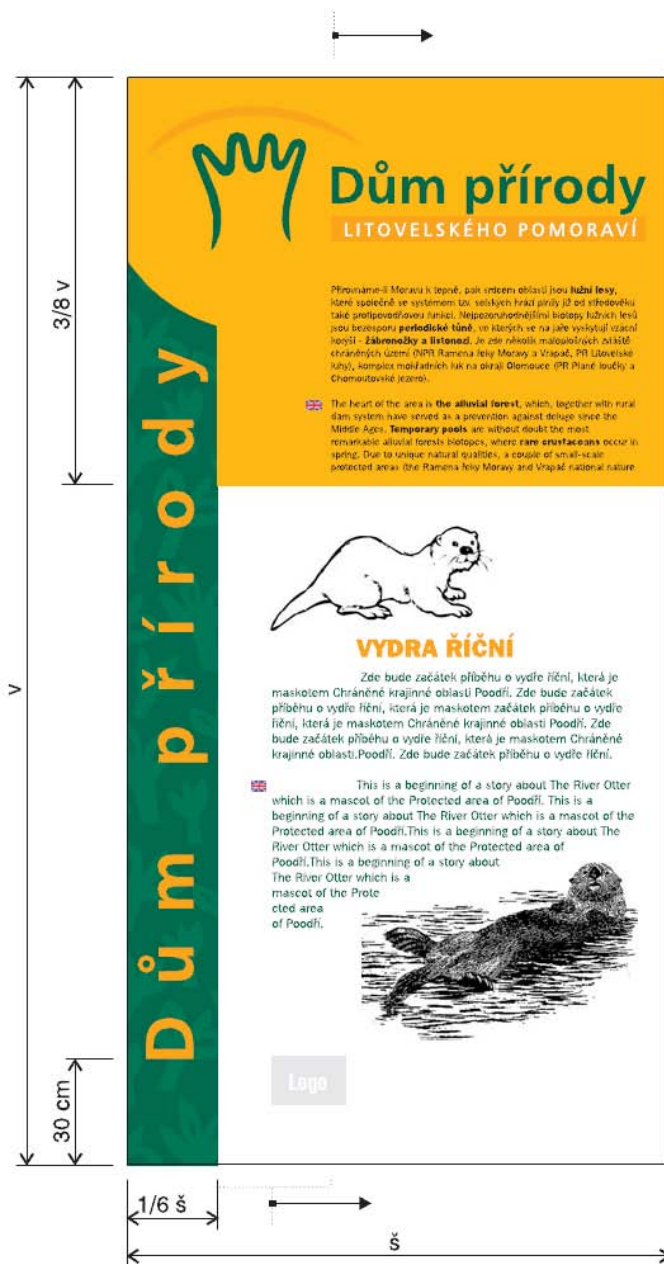 3/8 v
v
30 cm
1/6 š
š
Dům přírody
Dům přírody
LITOVELSKÉHO POMORAVÍ
Přirovnáme-li Moravu k tepně, pak srdcem oblasti jsou lužní lesy,
které společně se systémem tzv. selských hrází plnily již od středověku
také protipovodňovou funkci. Nejpozoruhodnějšími biotopy lužních lesů
jsou bezesporu periodické tůně, ve kterých se na jaře vyskytují vzácní
korýši - žábronožky a listonozi. Je zde několik maloplošných zvláště
chráněných území (NPR Ramena řeky Moravy a Vrapač, PR Litovelské
luhy), komplex mokřadních luk na okraji Olomouce (PR Plané loučky a
Chomoutovské jezero).
The heart of the area is the alluvial forest, which, together with rural
dam system have served as a prevention against deluge since the
Middle Ages. Temporary pools are without doubt the most
remarkable alluvial forests biotopes, where rare crustaceans occur in
spring. Due to unique natural qualities, a couple of small-scale
protected areas (the Ramena řeky Moravy and Vrapač national nature
VYDRA ŘÍČNÍ
Zde bude začátek příběhu o vydře říční, která je
maskotem Chráněné krajinné oblasti Poodří. Zde bude začátek
příběhu o vydře říční, která je maskotem začátek příběhu o vydře
říční, která je maskotem Chráněné krajinné oblasti Poodří. Zde
bude začátek příběhu o vydře říční, která je maskotem Chráněné
krajinné oblasti.Poodří. Zde bude začátek příběhu o vydře říční.
This is a beginning of a story about The River Otter
which is a mascot of the Protected area of Poodří. This is a
beginning of a story about The River Otter which is a mascot of the
Protected area of Poodří.This is a beginning of a story about The
River Otter which is a mascot of the Protected area of
Poodří.This is a beginning of a story about
The River Otter which is a
mascot of the Prote
cted area
of Poodří.
Logo